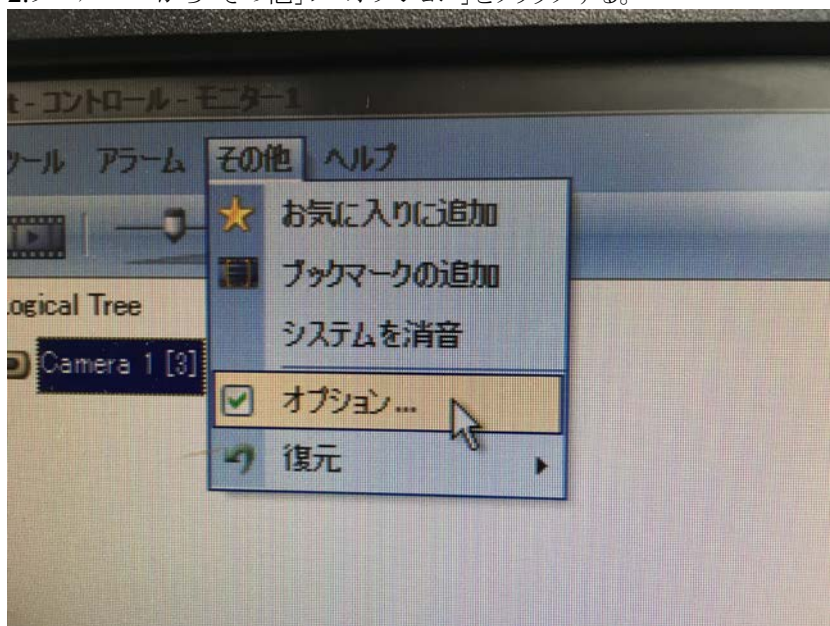 t - コントロール - モニター1
ツール アラーム その他 ヘルプ
お気に入りに追加
ブックマークの追加
システムを消音
オプション...
復元
ogical Tree
Camera 1 [3]